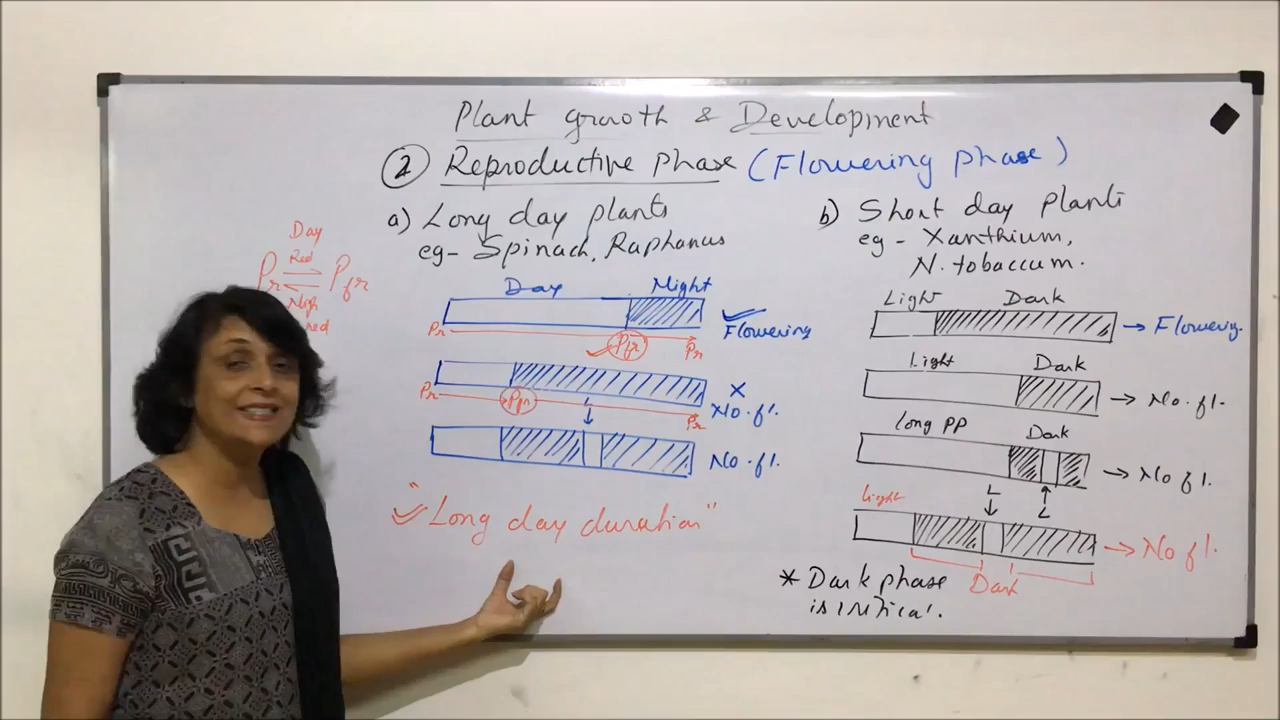 Plant growth & Development
② Reproductive phase (Flowering phase)
a) Long day plants
eg- Spinach, Raphanus
Day
Red
Pr ⇌ Pfr
Nigh
red
Day Night
Flowering
Pr Pfr Pr
X
No.fl.
Pr Pfr Pr
L
No.fl.
"Long day duration"
b) Short day plants
eg - Xanthium,
N. tobaccum.
Light Dark
→ Flowerin.
Light Dark
→ No.fl.
Long PP Dark
→ No fl.
L L
Light
→ No fl.
Dark
* Dark phase
is critical.